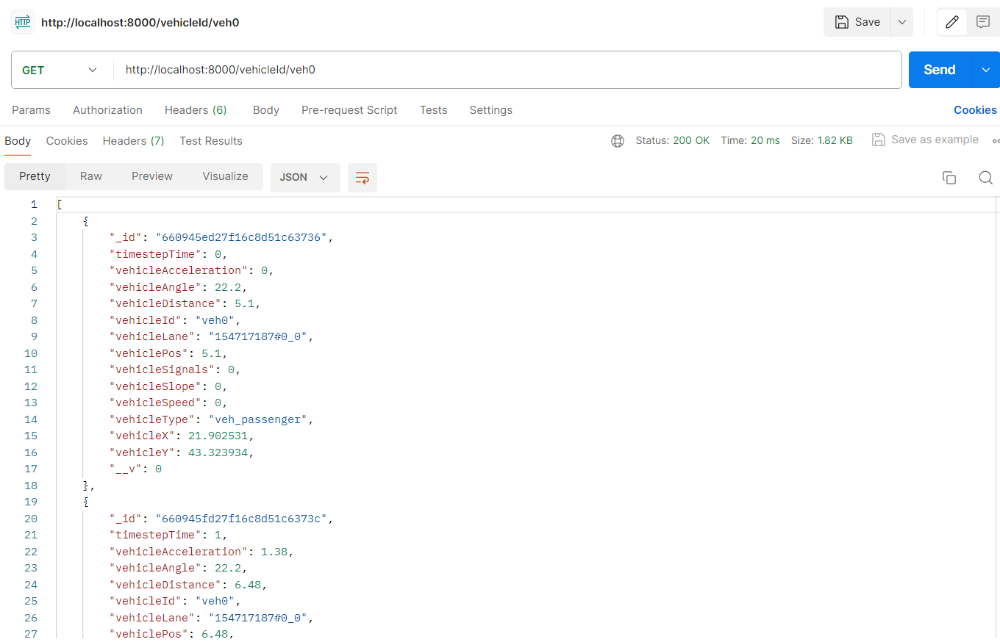 HTTP http://localhost:8000/vehicleId/veh0 Save
GET http://localhost:8000/vehicleId/veh0 Send
Params Authorization Headers (6) Body Pre-request Script Tests Settings Cookies
Body Cookies Headers (7) Test Results Status: 200 OK Time: 20 ms Size: 1.82 KB Save as example
Pretty Raw Preview Visualize JSON
1 [
2 {
3 "_id": "660945ed27f16c8d51c63736",
4 "timestepTime": 0,
5 "vehicleAcceleration": 0,
6 "vehicleAngle": 22.2,
7 "vehicleDistance": 5.1,
8 "vehicleId": "veh0",
9 "vehicleLane": "154717187#0_0",
10 "vehiclePos": 5.1,
11 "vehicleSignals": 0,
12 "vehicleSlope": 0,
13 "vehicleSpeed": 0,
14 "vehicleType": "veh_passenger",
15 "vehicleX": 21.902531,
16 "vehicleY": 43.323934,
17 "__v": 0
18 },
19 {
20 "_id": "660945fd27f16c8d51c6373c",
21 "timestepTime": 1,
22 "vehicleAcceleration": 1.38,
23 "vehicleAngle": 22.2,
24 "vehicleDistance": 6.48,
25 "vehicleId": "veh0",
26 "vehicleLane": "154717187#0_0",
27 "vehiclePos": 6.48,